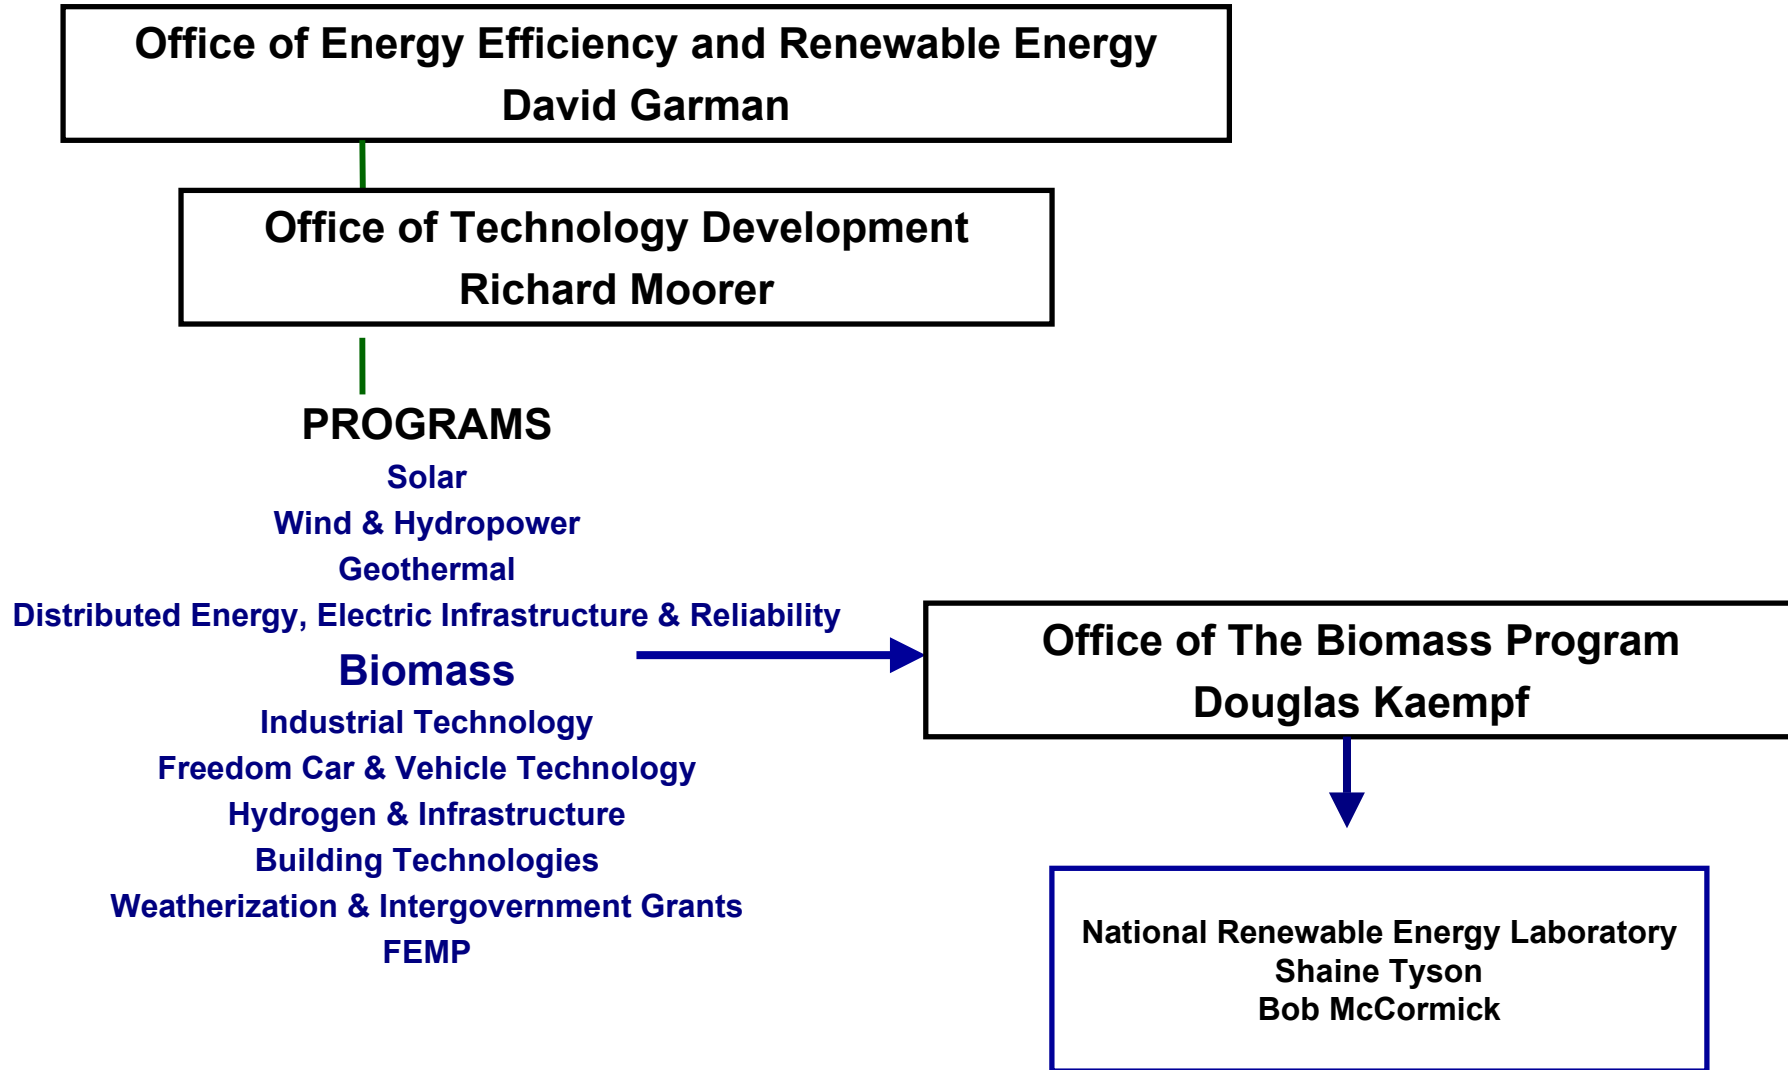 Office of Energy Efficiency and Renewable Energy
David Garman
Office of Technology Development
Richard Moorer
PROGRAMS
Solar
Wind & Hydropower
Geothermal
Distributed Energy, Electric Infrastructure & Reliability
Biomass
Industrial Technology
Freedom Car & Vehicle Technology
Hydrogen & Infrastructure
Building Technologies
Weatherization & Intergovernment Grants
FEMP
Office of The Biomass Program
Douglas Kaempf
National Renewable Energy Laboratory
Shaine Tyson
Bob McCormick